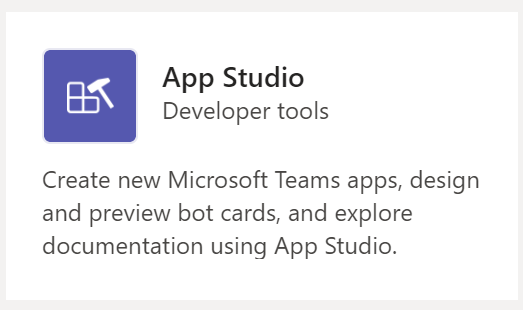 App Studio
Developer tools
Create new Microsoft Teams apps, design
and preview bot cards, and explore
documentation using App Studio.